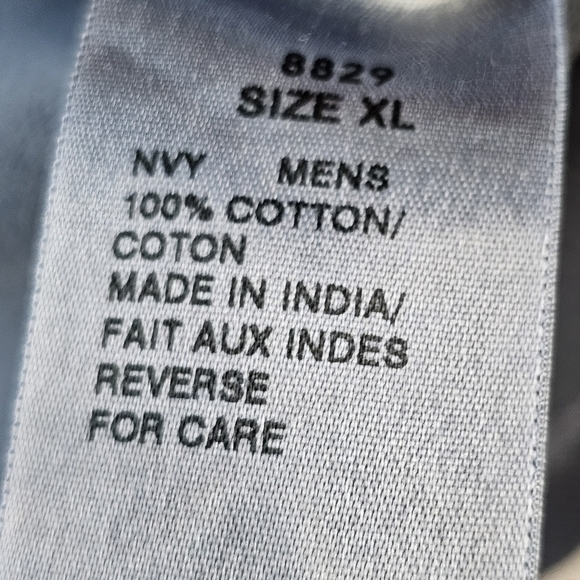 8829
SIZE XL
NVY MENS
100% COTTON/
COTON
MADE IN INDIA/
FAIT AUX INDES
REVERSE
FOR CARE